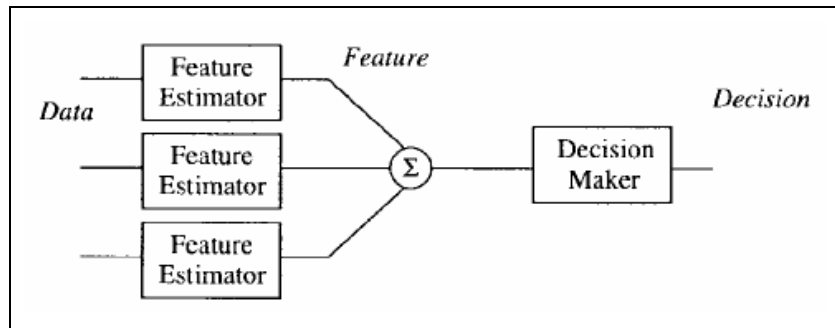 Feature
Estimator
Feature
Data
Feature
Estimator
Feature
Estimator
Σ
Decision
Maker
Decision